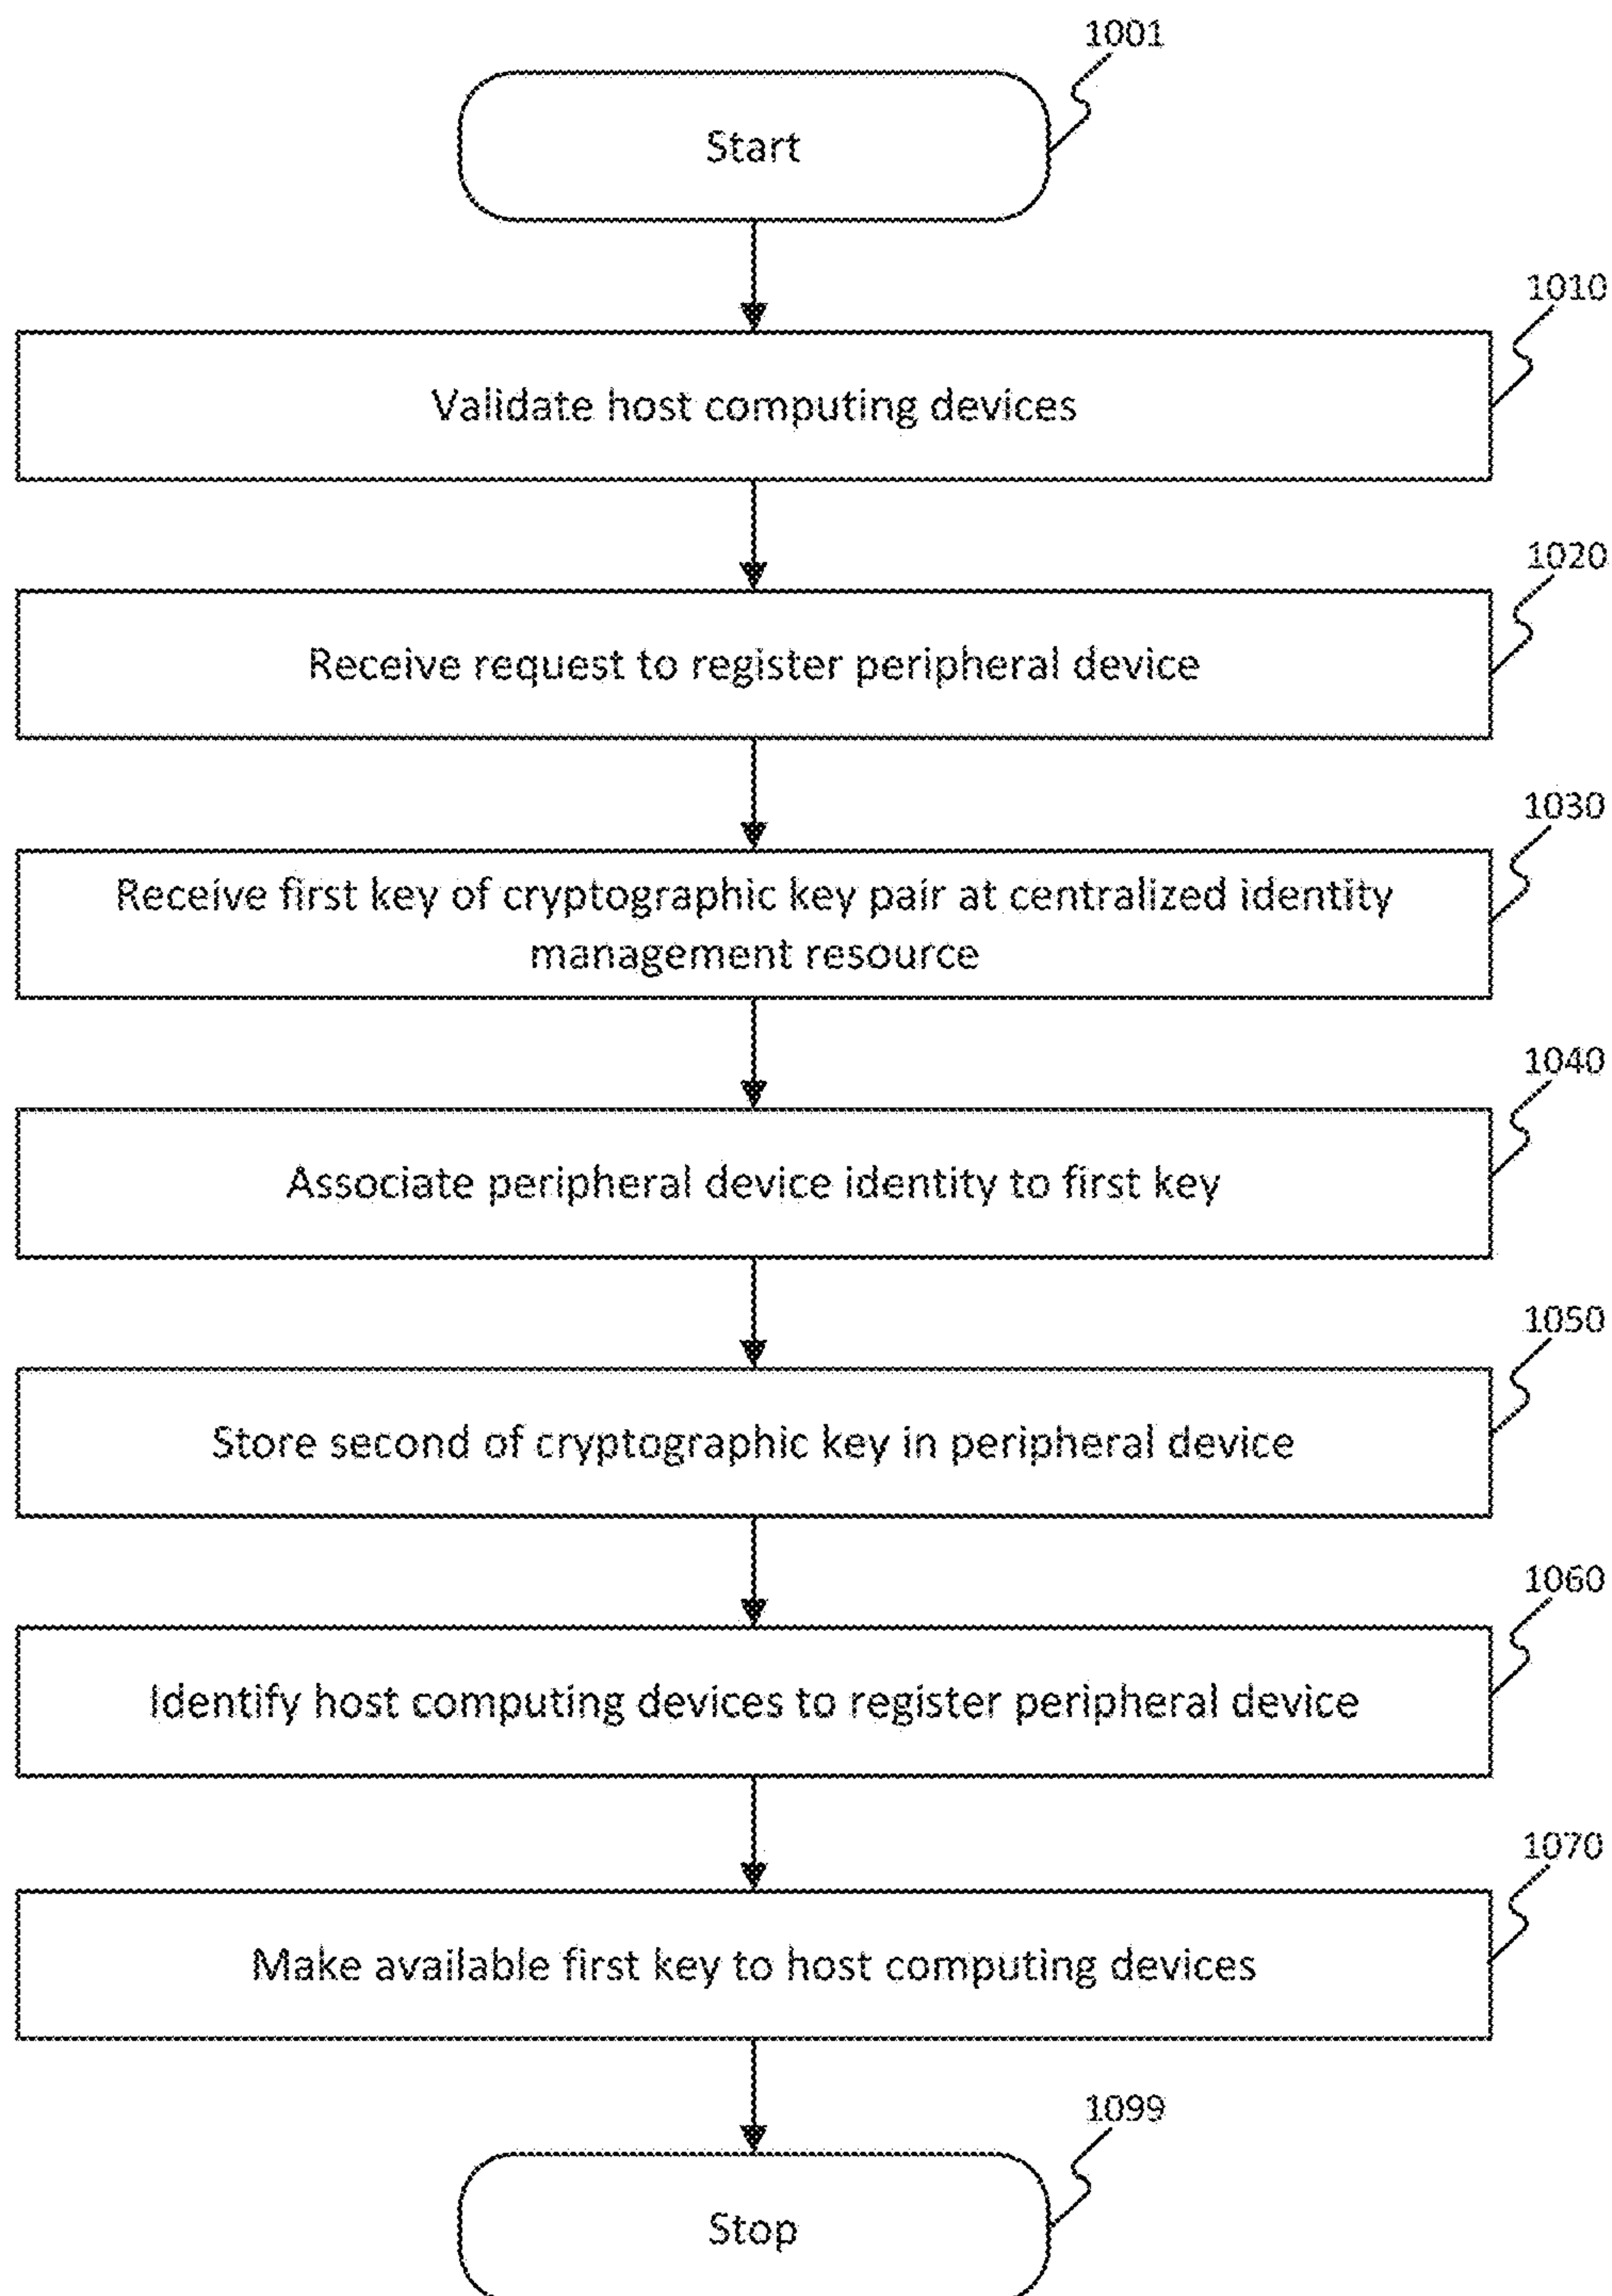 1001
Start
1010
Validate host computing devices
1020
Receive request to register peripheral device
1030
Receive first key of cryptographic key pair at centralized identity
management resource
1040
Associate peripheral device identity to first key
1050
Store second of cryptographic key in peripheral device
1060
Identify host computing devices to register peripheral device
1070
Make available first key to host computing devices
1099
Stop